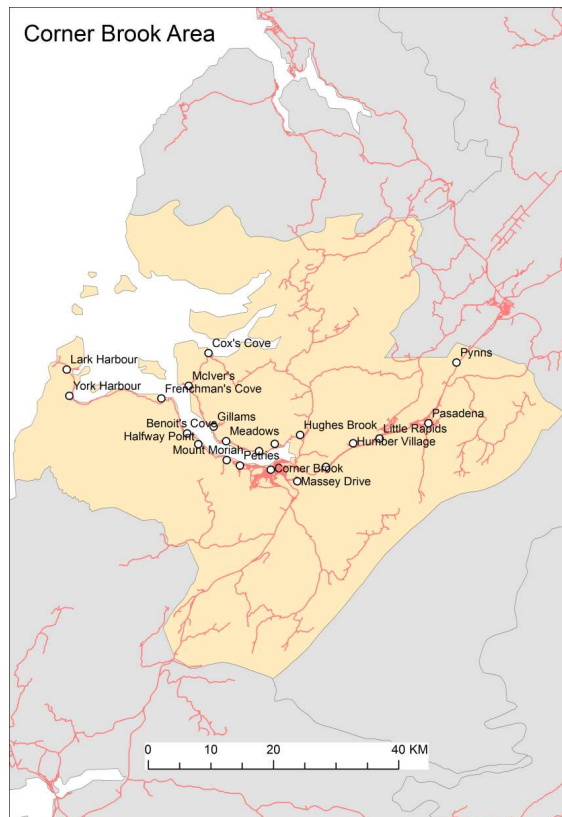 Corner Brook Area
Cox's Cove
Pynns
Lark Harbour
McIver's
York Harbour
Frenchman's Cove
Pasadena
Gillams
Benoit's Cove
Hughes Brook
Little Rapids
Halfway Point
Meadows
Humber Village
Mount Moriah
Petries
Corner Brook
Massey Drive
0 10 20 40 KM